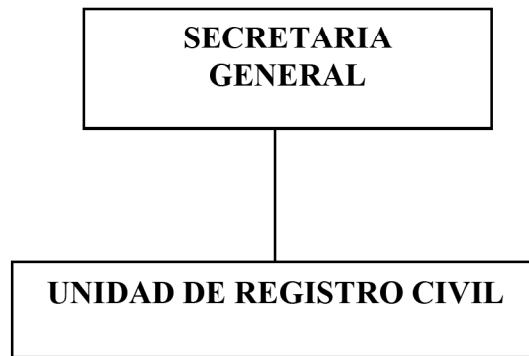 SECRETARIA
GENERAL
UNIDAD DE REGISTRO CIVIL